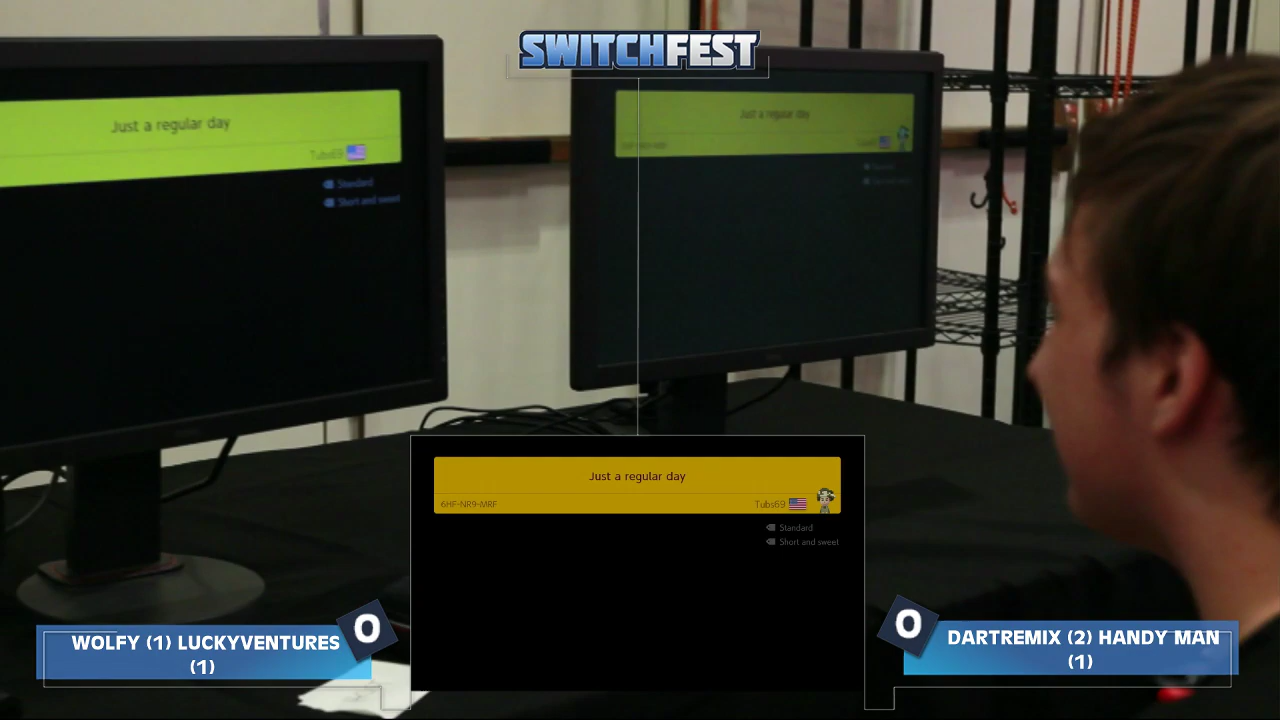 SWITCHFEST
Just a regular day
Tubs69
Standard
Short and sweet
Just a regular day
Just a regular day
6HF-NR9-MRF
Tubs69
Standard
Short and sweet
WOLFY (1) LUCKYVENTURES
(1)
0
0
DARTREMIX (2) HANDY MAN
(1)